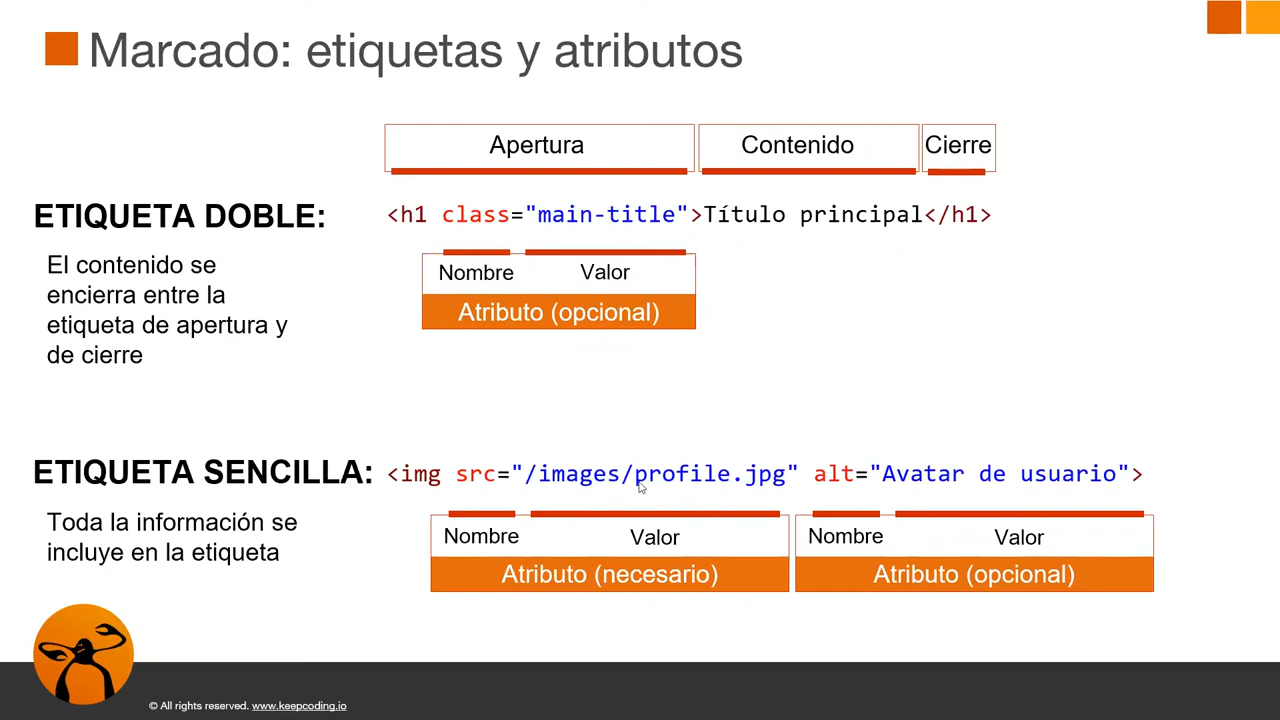 Marcado: etiquetas y atributos
Apertura Contenido Cierre
ETIQUETA DOBLE: <h1 class="main-title">Título principal</h1>
El contenido se
encierra entre la
etiqueta de apertura y
de cierre
Nombre Valor
Atributo (opcional)
ETIQUETA SENCILLA: <img src="/images/profile.jpg" alt="Avatar de usuario">
Toda la información se
incluye en la etiqueta
Nombre Valor Nombre Valor
Atributo (necesario) Atributo (opcional)
© All rights reserved. www.keepcoding.io